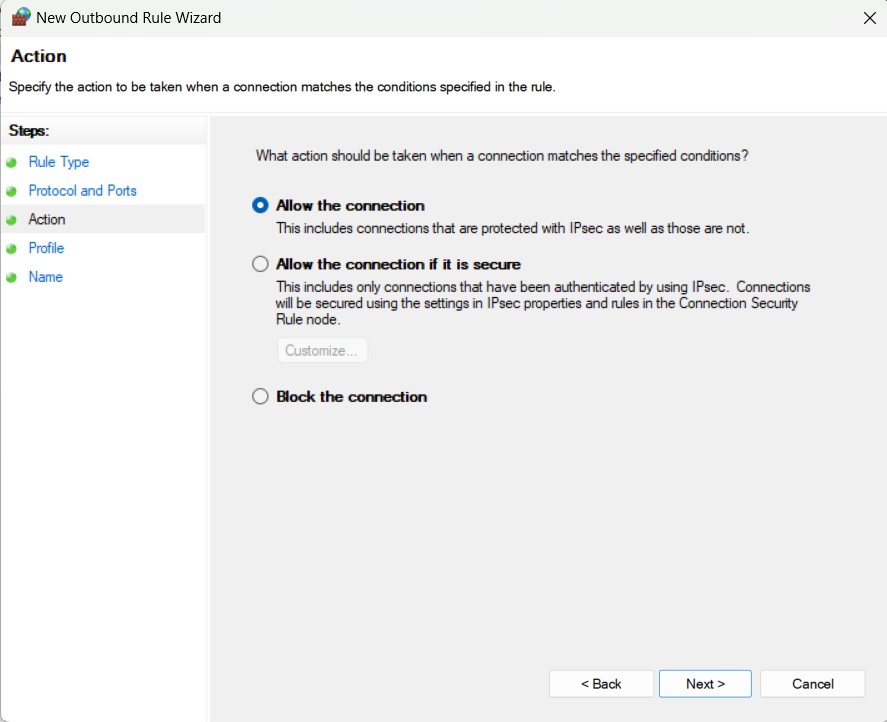 New Outbound Rule Wizard
Action
Specify the action to be taken when a connection matches the conditions specified in the rule.
Steps:
Rule Type
Protocol and Ports
Action
Profile
Name
What action should be taken when a connection matches the specified conditions?
Allow the connection
This includes connections that are protected with IPsec as well as those are not.
Allow the connection if it is secure
This includes only connections that have been authenticated by using IPsec.  Connections
will be secured using the settings in IPsec properties and rules in the Connection Security
Rule node.
Customize...
Block the connection
< Back
Next >
Cancel